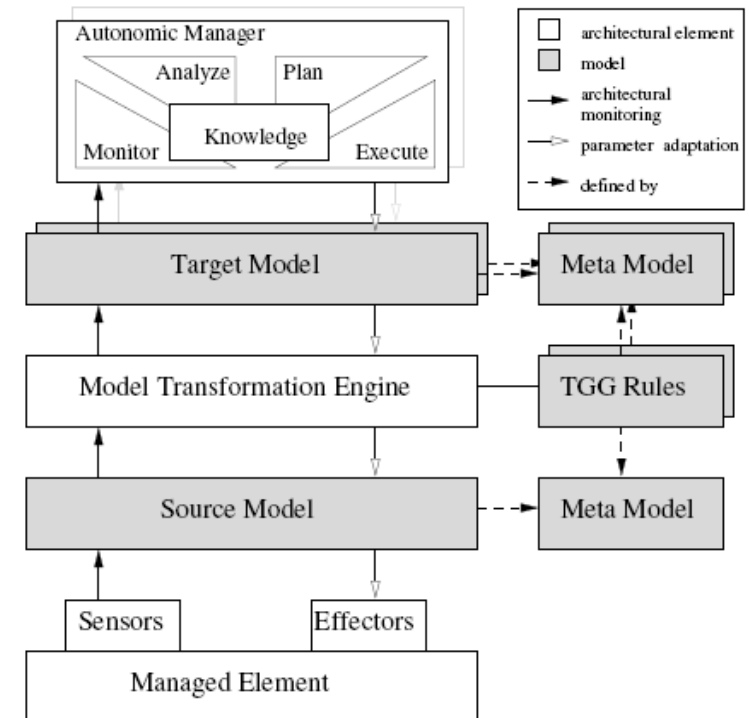 Autonomic Manager
Analyze
Plan
Knowledge
Monitor
Execute
architectural element
model
architectural
monitoring
parameter adaptation
defined by
Target Model
Meta Model
Model Transformation Engine
TGG Rules
Source Model
Meta Model
Sensors
Effectors
Managed Element